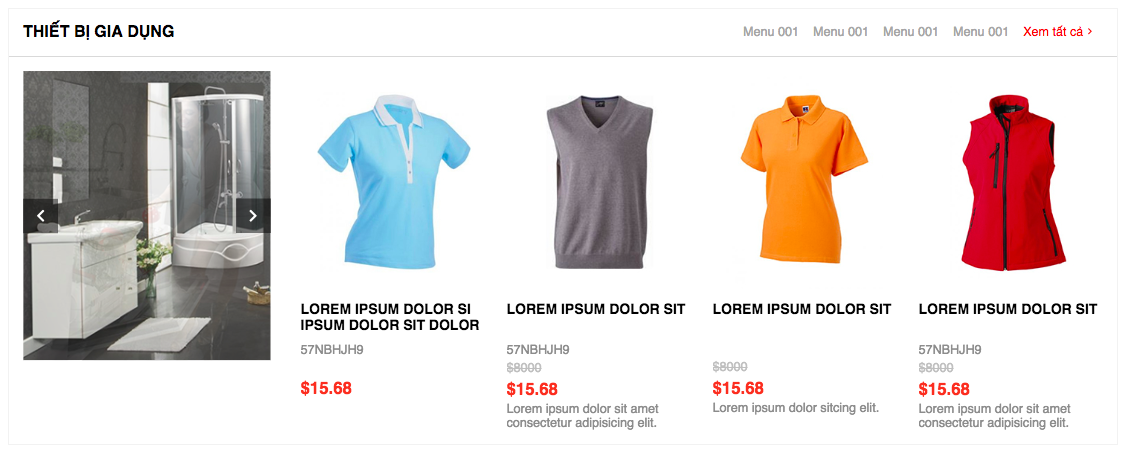 THIẾT BỊ GIA DỤNG
Menu 001 Menu 001 Menu 001 Menu 001 Xem tất cả >
LOREM IPSUM DOLOR SI
IPSUM DOLOR SIT DOLOR
57NBHJH9
$15.68
LOREM IPSUM DOLOR SIT
57NBHJH9
$8000
$15.68
Lorem ipsum dolor sit amet
consectetur adipisicing elit.
LOREM IPSUM DOLOR SIT
$8000
$15.68
Lorem ipsum dolor sitcing elit.
LOREM IPSUM DOLOR SIT
57NBHJH9
$8000
$15.68
Lorem ipsum dolor sit amet
consectetur adipisicing elit.